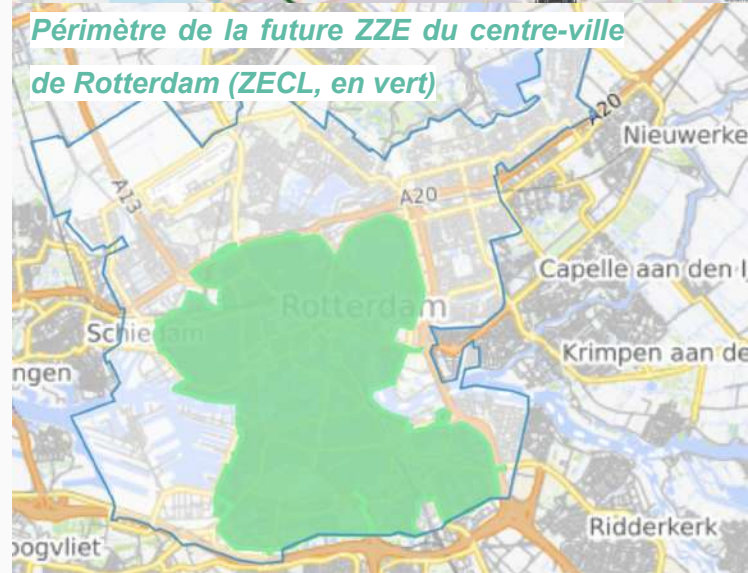 Périmètre de la future ZZE du centre-ville
de Rotterdam (ZECL, en vert)
A20
Nieuwerke
A13
A20
Capelle aan den I
Rotterdam
Schiedam
Krimpen aan de
ngen
Ridderkerk
oogvliet